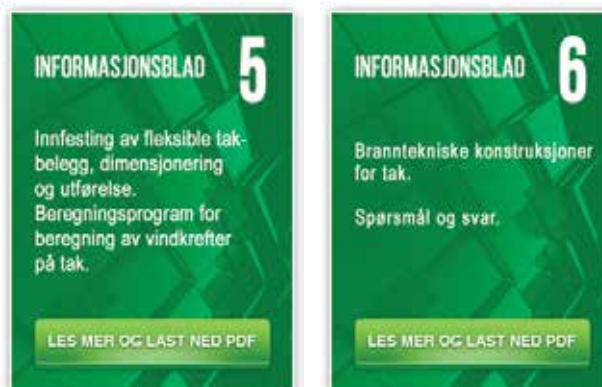 INFORMASJONSBLAD 5
Innfesting av fleksible tak-
belegg, dimensjonering
og utførelse.
Beregningsprogram for
beregning av vindkrefter
på tak.
LES MER OG LAST NED PDF
INFORMASJONSBLAD 6
Branntekniske konstruksjoner
for tak.
Spørsmål og svar.
LES MER OG LAST NED PDF